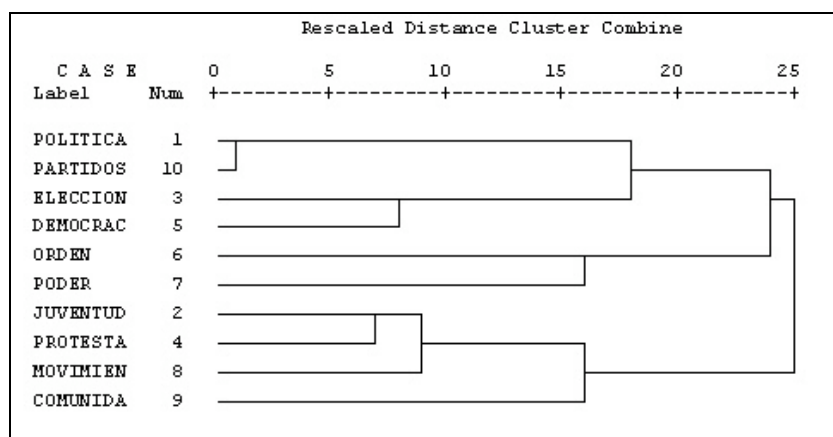 Rescaled Distance Cluster Combine
C A S E 0 5 10 15 20 25
Label Num +---------+---------+---------+---------+---------+
POLITICA 1
PARTIDOS 10
ELECCION 3
DEMOCRAC 5
ORDEN 6
PODER 7
JUVENTUD 2
PROTESTA 4
MOVIMIEN 8
COMUNIDA 9